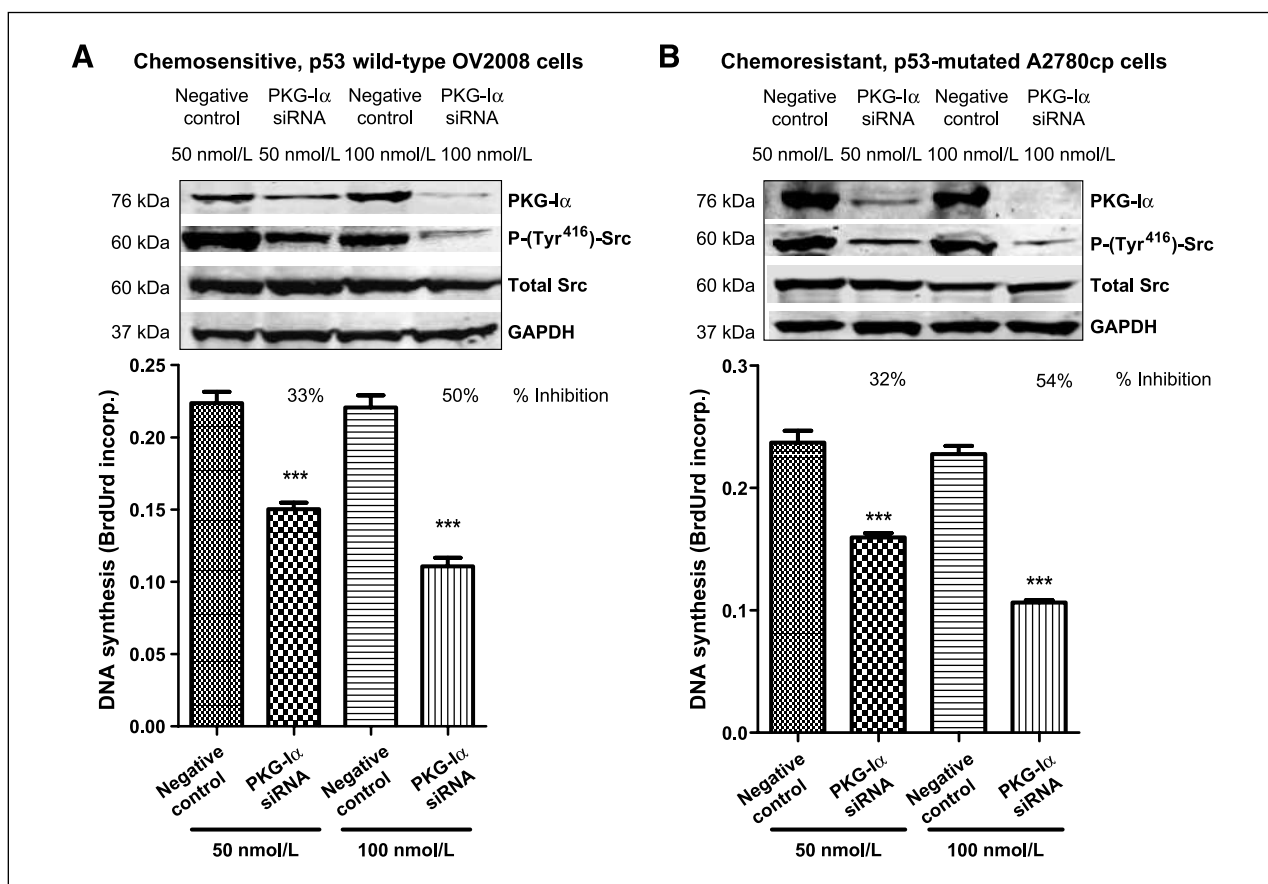 A Chemosensitive, p53 wild-type OV2008 cells
Negative PKG-Iα Negative PKG-Iα
control siRNA control siRNA
50 nmol/L 50 nmol/L 100 nmol/L 100 nmol/L
76 kDa PKG-Iα
60 kDa P-(Tyr416)-Src
60 kDa Total Src
37 kDa GAPDH
0.25
33% 50% % Inhibition
0.20
***
0.15
***
0.10
0.05
0.00
DNA synthesis (BrdUrd incorp.)
Negative control
PKG-Iα siRNA
Negative control
PKG-Iα siRNA
50 nmol/L 100 nmol/L
B Chemoresistant, p53-mutated A2780cp cells
Negative PKG-Iα Negative PKG-Iα
control siRNA control siRNA
50 nmol/L 50 nmol/L 100 nmol/L 100 nmol/L
76 kDa PKG-Iα
60 kDa P-(Tyr416)-Src
60 kDa Total Src
37 kDa GAPDH
0.3
32% 54% % Inhibition
0.2
***
***
0.1
0.0
DNA synthesis (BrdUrd incorp.)
Negative control
PKG-Iα siRNA
Negative control
PKG-Iα siRNA
50 nmol/L 100 nmol/L